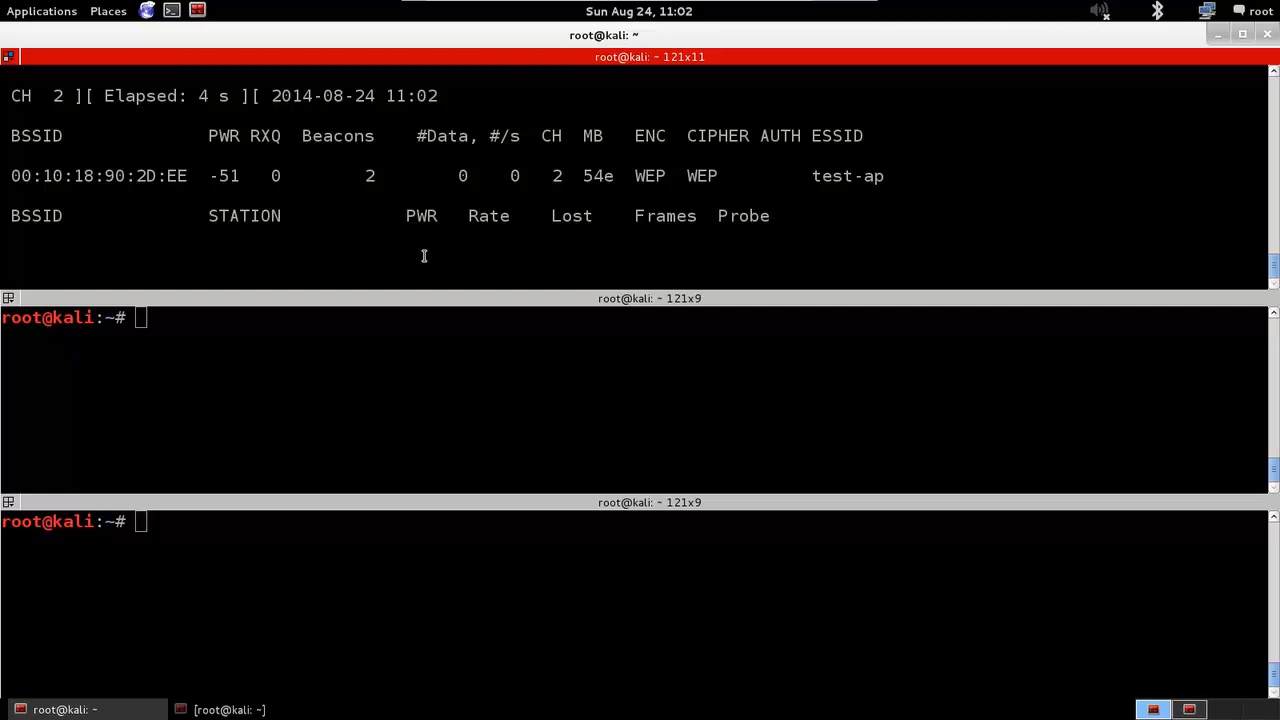 Applications Places Sun Aug 24, 11:02 root
root@kali: ~
root@kali: ~ 121x11
CH 2 ][ Elapsed: 4 s ][ 2014-08-24 11:02
BSSID PWR RXQ Beacons #Data, #/s CH MB ENC CIPHER AUTH ESSID
00:10:18:90:2D:EE -51 0 2 0 0 2 54e WEP WEP test-ap
BSSID STATION PWR Rate Lost Frames Probe
root@kali: ~ 121x9
root@kali:~#
root@kali: ~ 121x9
root@kali:~#
root@kali: ~ [root@kali: ~]